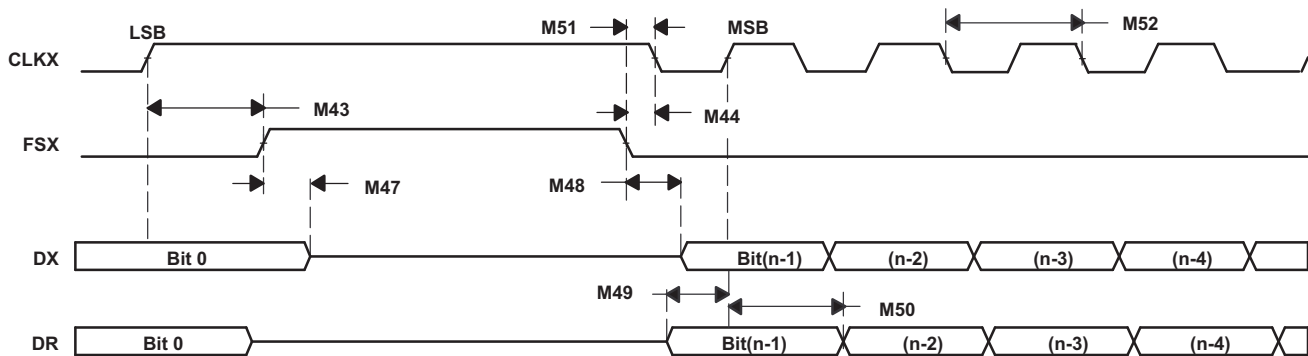 LSB
M51
MSB
M52
CLKX
M43
M44
FSX
M47
M48
DX
Bit 0
Bit(n-1)
(n-2)
(n-3)
(n-4)
M49
M50
DR
Bit 0
Bit(n-1)
(n-2)
(n-3)
(n-4)